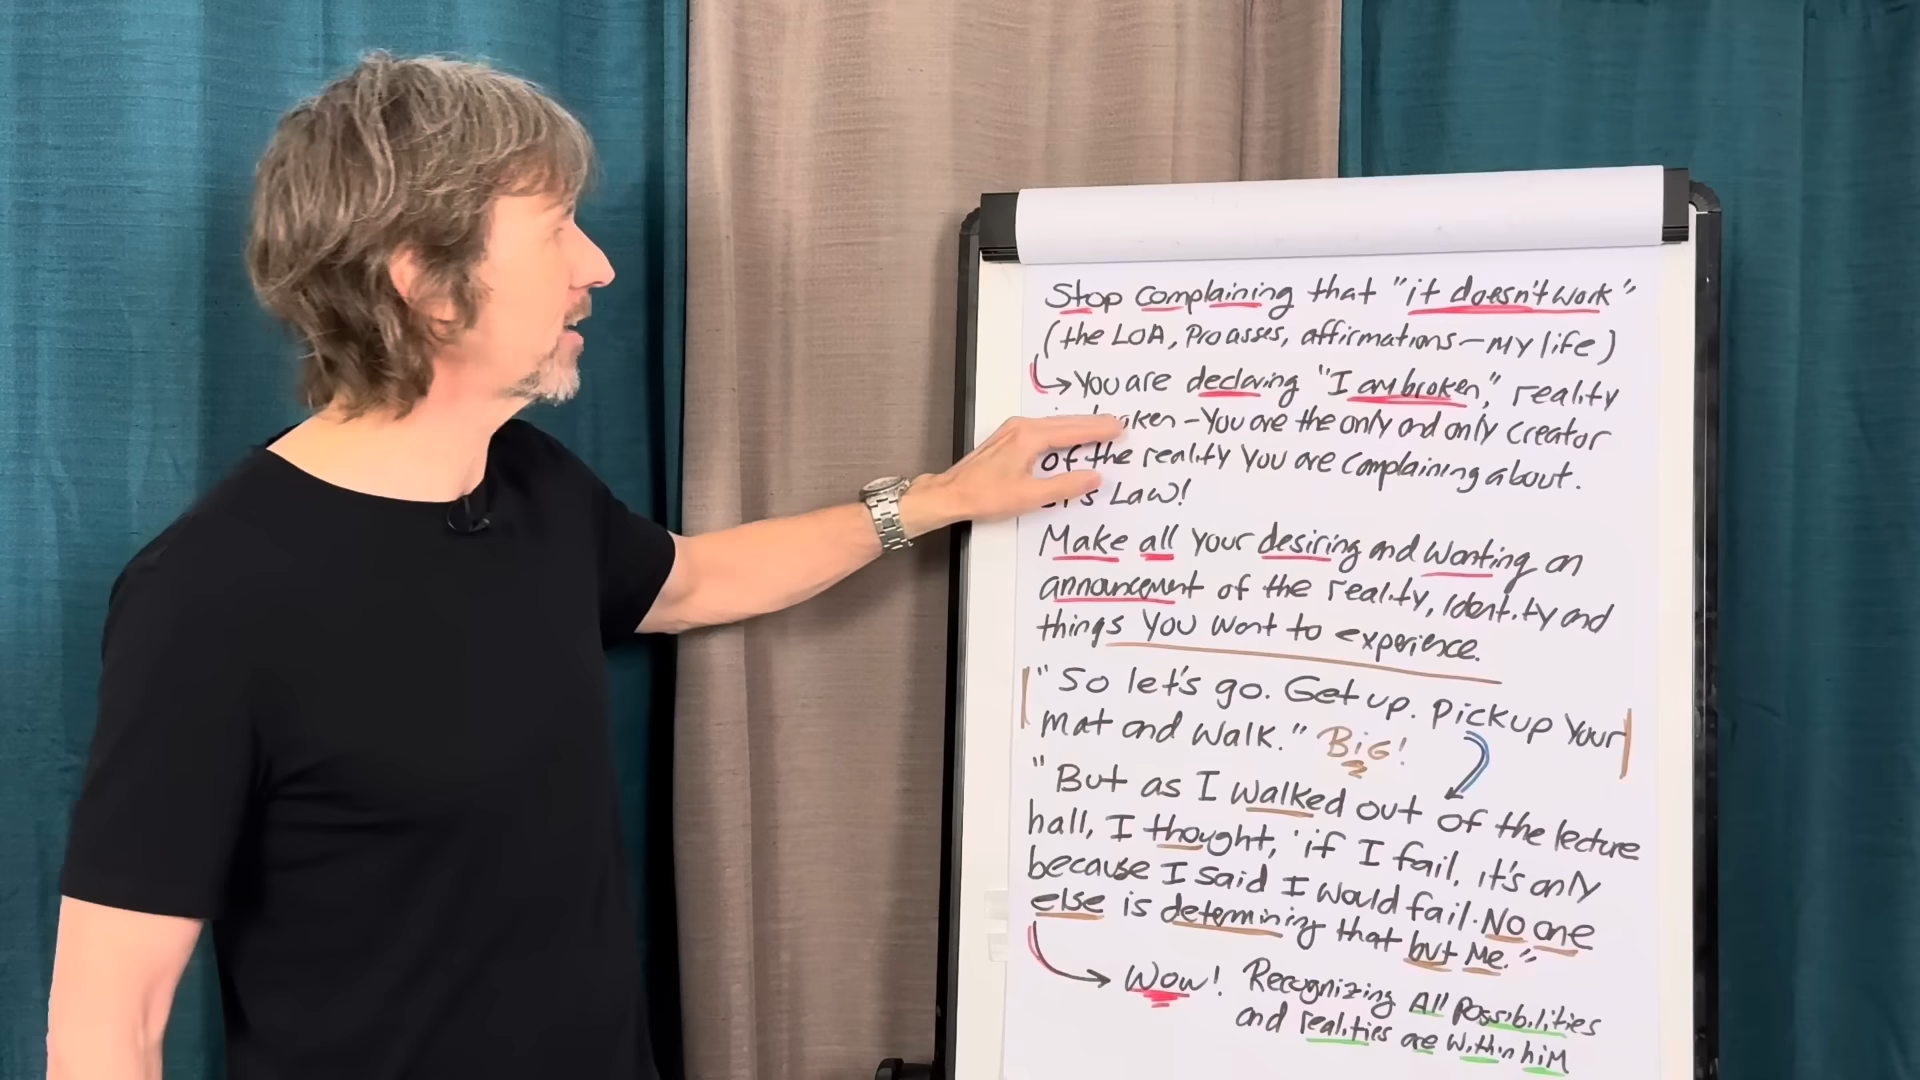 Stop complaining that "it doesn't work"
(the LOA, Processes, affirmations - My life)
You are declaring "I am broken," reality
- You are the only and only creator
of the reality you are complaining about.
Law!
Make all your desiring and wanting an
announcement of the reality, identity and
things you want to experience.
"So let's go. Get up. Pick up your
mat and walk." BIG!
"But as I walked out of the lecture
hall, I thought, 'if I fail, it's only
because I said I would fail. No one
else is determining that but Me."
Wow! Recognizing All possibilities
and realities are within him